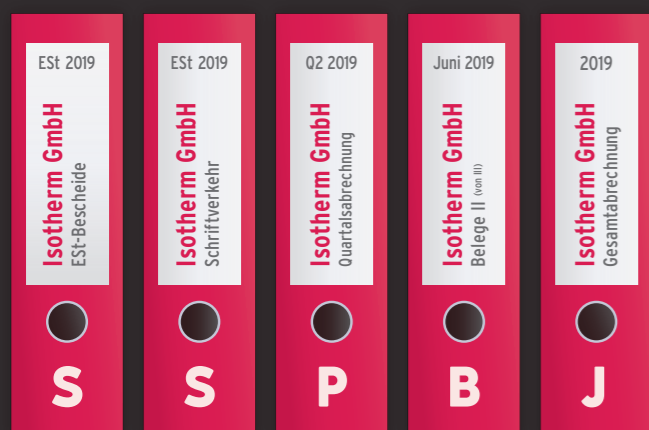 ESt 2019
Isotherm GmbH
ESt-Bescheide
S
ESt 2019
Isotherm GmbH
Schriftverkehr
S
Q2 2019
Isotherm GmbH
Quartalsabrechnung
P
Juni 2019
Isotherm GmbH
Belege II (von III)
B
2019
Isotherm GmbH
Gesamtabrechnung
J